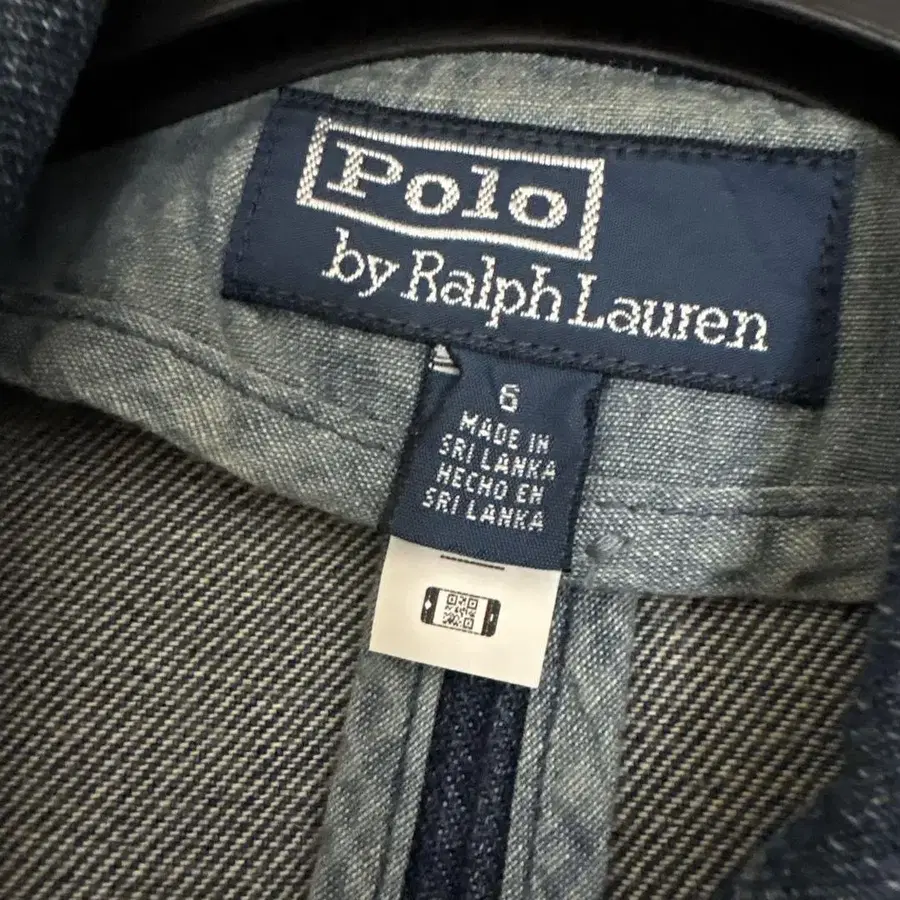 Polo
by Ralph Lauren
6
MADE IN
SRI LANKA
HECHO EN
SRI LANKA